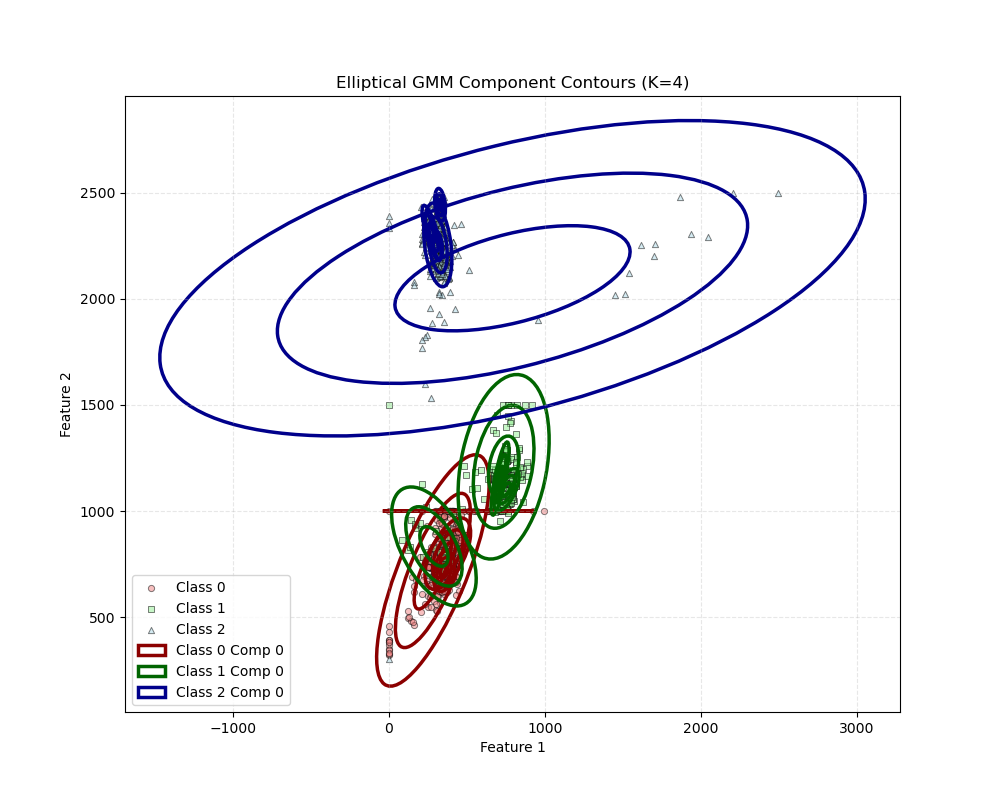 Elliptical GMM Component Contours (K=4)
Feature 2
2500
2000
1500
1000
500
Class 0
Class 1
Class 2
Class 0 Comp 0
Class 1 Comp 0
Class 2 Comp 0
−1000
0
1000
2000
3000
Feature 1